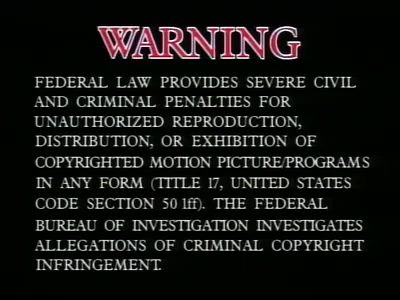 WARNING
FEDERAL LAW PROVIDES SEVERE CIVIL
AND CRIMINAL PENALTIES FOR
UNAUTHORIZED REPRODUCTION,
DISTRIBUTION, OR EXHIBITION OF
COPYRIGHTED MOTION PICTURE/PROGRAMS
IN ANY FORM (TITLE 17, UNITED STATES
CODE SECTION 50 1ff). THE FEDERAL
BUREAU OF INVESTIGATION INVESTIGATES
ALLEGATIONS OF CRIMINAL COPYRIGHT
INFRINGEMENT.